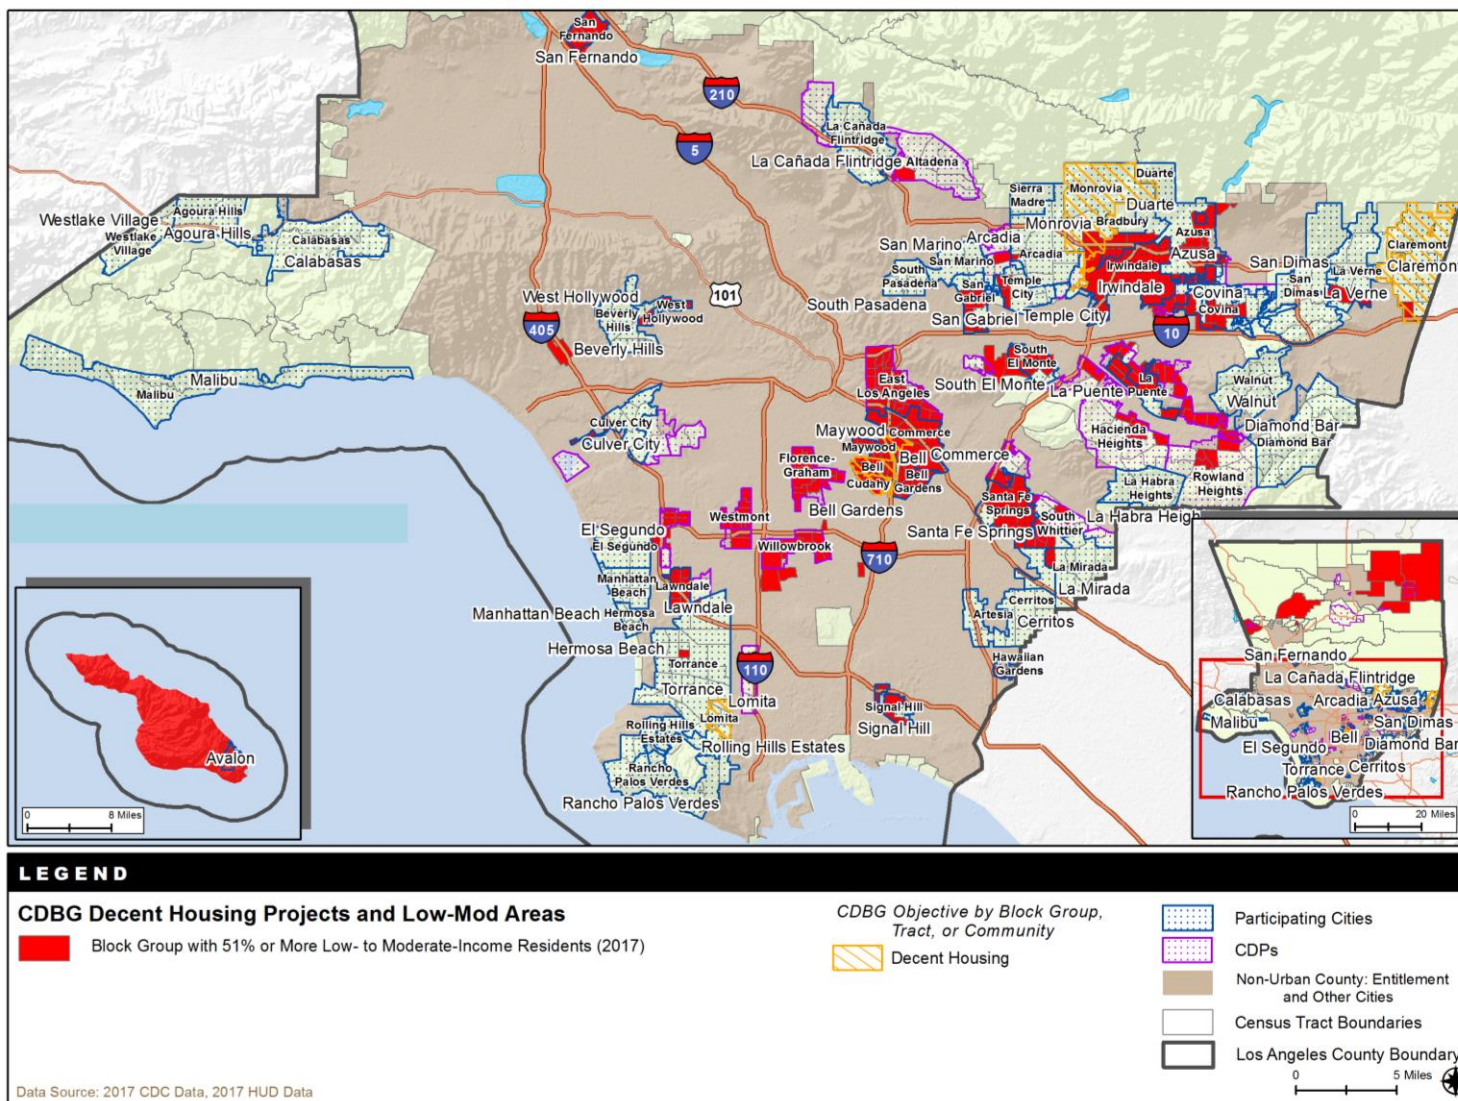 San
Fernando
San Fernando
210
5
La Cañada
Flintridge
La Cañada Flintridge
Altadena
Duarte
Sierra
Madre
Monrovia
Duarte
Bradbury
Monrovia
Agoura Hills
Westlake Village
Westlake
Village
Agoura Hills
Calabasas
Calabasas
San Marino
Arcadia
San Marino
Arcadia
Azusa
Azusa
San Dimas
Claremont
Claremont
South
Pasadena
South Pasadena
San
Gabriel
San Gabriel
Temple
City
Temple City
Irwindale
Irwindale
Covina
Covina
San
Dimas
La Verne
La Verne
West Hollywood
Beverly
Hills
West
Hollywood
Beverly Hills
101
405
10
Malibu
Malibu
South
El Monte
South El Monte
East
Los Angeles
La Puente
La
Puente
Walnut
Walnut
Diamond Bar
Diamond Bar
Culver City
Culver City
Maywood
Commerce
Maywood
Bell
Commerce
Bell
Bell
Gardens
Cudahy
Bell Gardens
Florence-
Graham
Hacienda
Heights
Rowland
Heights
La Habra
Heights
La Habra Heigh
Santa Fe
Springs
Santa Fe Springs
South
Whittier
El Segundo
El Segundo
Westmont
Willowbrook
710
La Mirada
La Mirada
Manhattan
Beach
Manhattan Beach
Lawndale
Lawndale
Hermosa
Beach
Hermosa Beach
Cerritos
Artesia
Cerritos
Hawaiian
Gardens
Torrance
Torrance
110
Lomita
Lomita
Signal Hill
Signal Hill
Rolling Hills
Estates
Rolling Hills Estates
Rancho
Palos Verdes
Rancho Palos Verdes
Avalon
0 8 Miles
San Fernando
La Cañada Flintridge
Calabasas
Arcadia
Azusa
Malibu
San Dimas
Bell
El Segundo
Diamond Bar
Torrance
Cerritos
Rancho Palos Verdes
0 20 Miles
LEGEND
CDBG Decent Housing Projects and Low-Mod Areas
Block Group with 51% or More Low- to Moderate-Income Residents (2017)
CDBG Objective by Block Group,
Tract, or Community
Decent Housing
Participating Cities
CDPs
Non-Urban County: Entitlement
and Other Cities
Census Tract Boundaries
Los Angeles County Boundary
0 5 Miles
Data Source: 2017 CDC Data, 2017 HUD Data